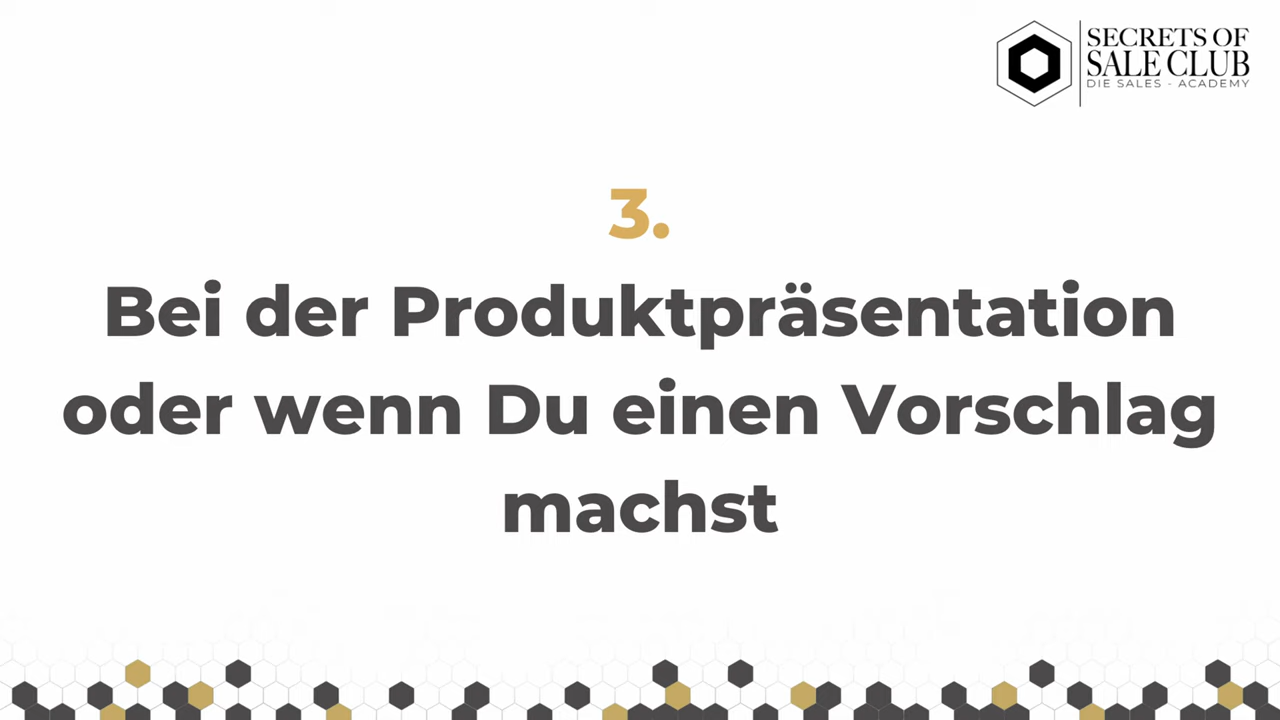 SECRETS OF
SALE CLUB
DIE SALES - ACADEMY
3.
Bei der Produktpräsentation
oder wenn Du einen Vorschlag
machst